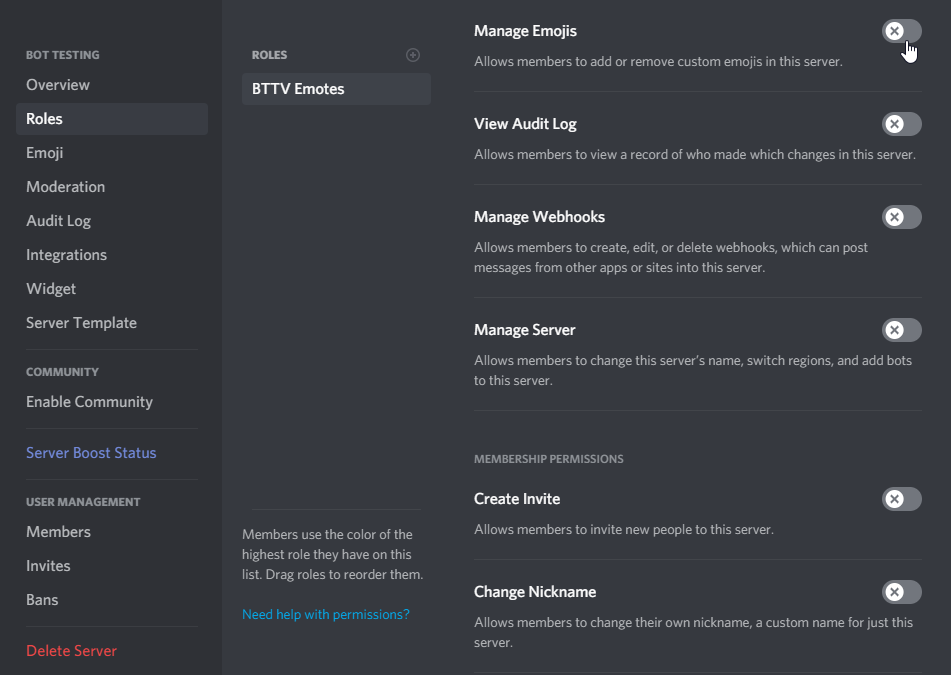 BOT TESTING
Overview
Roles
Emoji
Moderation
Audit Log
Integrations
Widget
Server Template
COMMUNITY
Enable Community
Server Boost Status
USER MANAGEMENT
Members
Invites
Bans
Delete Server
ROLES
BTTV Emotes
Members use the color of the
highest role they have on this
list. Drag roles to reorder them.
Need help with permissions?
Manage Emojis
Allows members to add or remove custom emojis in this server.
View Audit Log
Allows members to view a record of who made which changes in this server.
Manage Webhooks
Allows members to create, edit, or delete webhooks, which can post
messages from other apps or sites into this server.
Manage Server
Allows members to change this server's name, switch regions, and add bots
to this server.
MEMBERSHIP PERMISSIONS
Create Invite
Allows members to invite new people to this server.
Change Nickname
Allows members to change their own nickname, a custom name for just this
server.